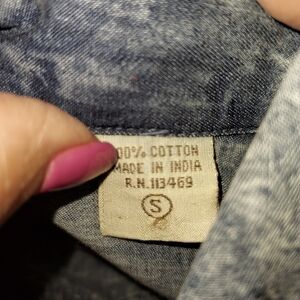 00% COTTON
MADE IN INDIA
R.N. 113469
S